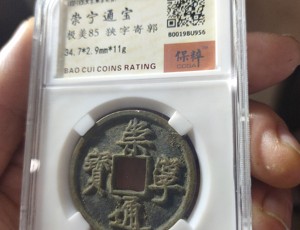 崇宁通宝
极美85 狭字寄郭
34.7*2.9mm*11g
BAO CUI COINS RATING
保粹
800198U956
崇
寶 寧
通